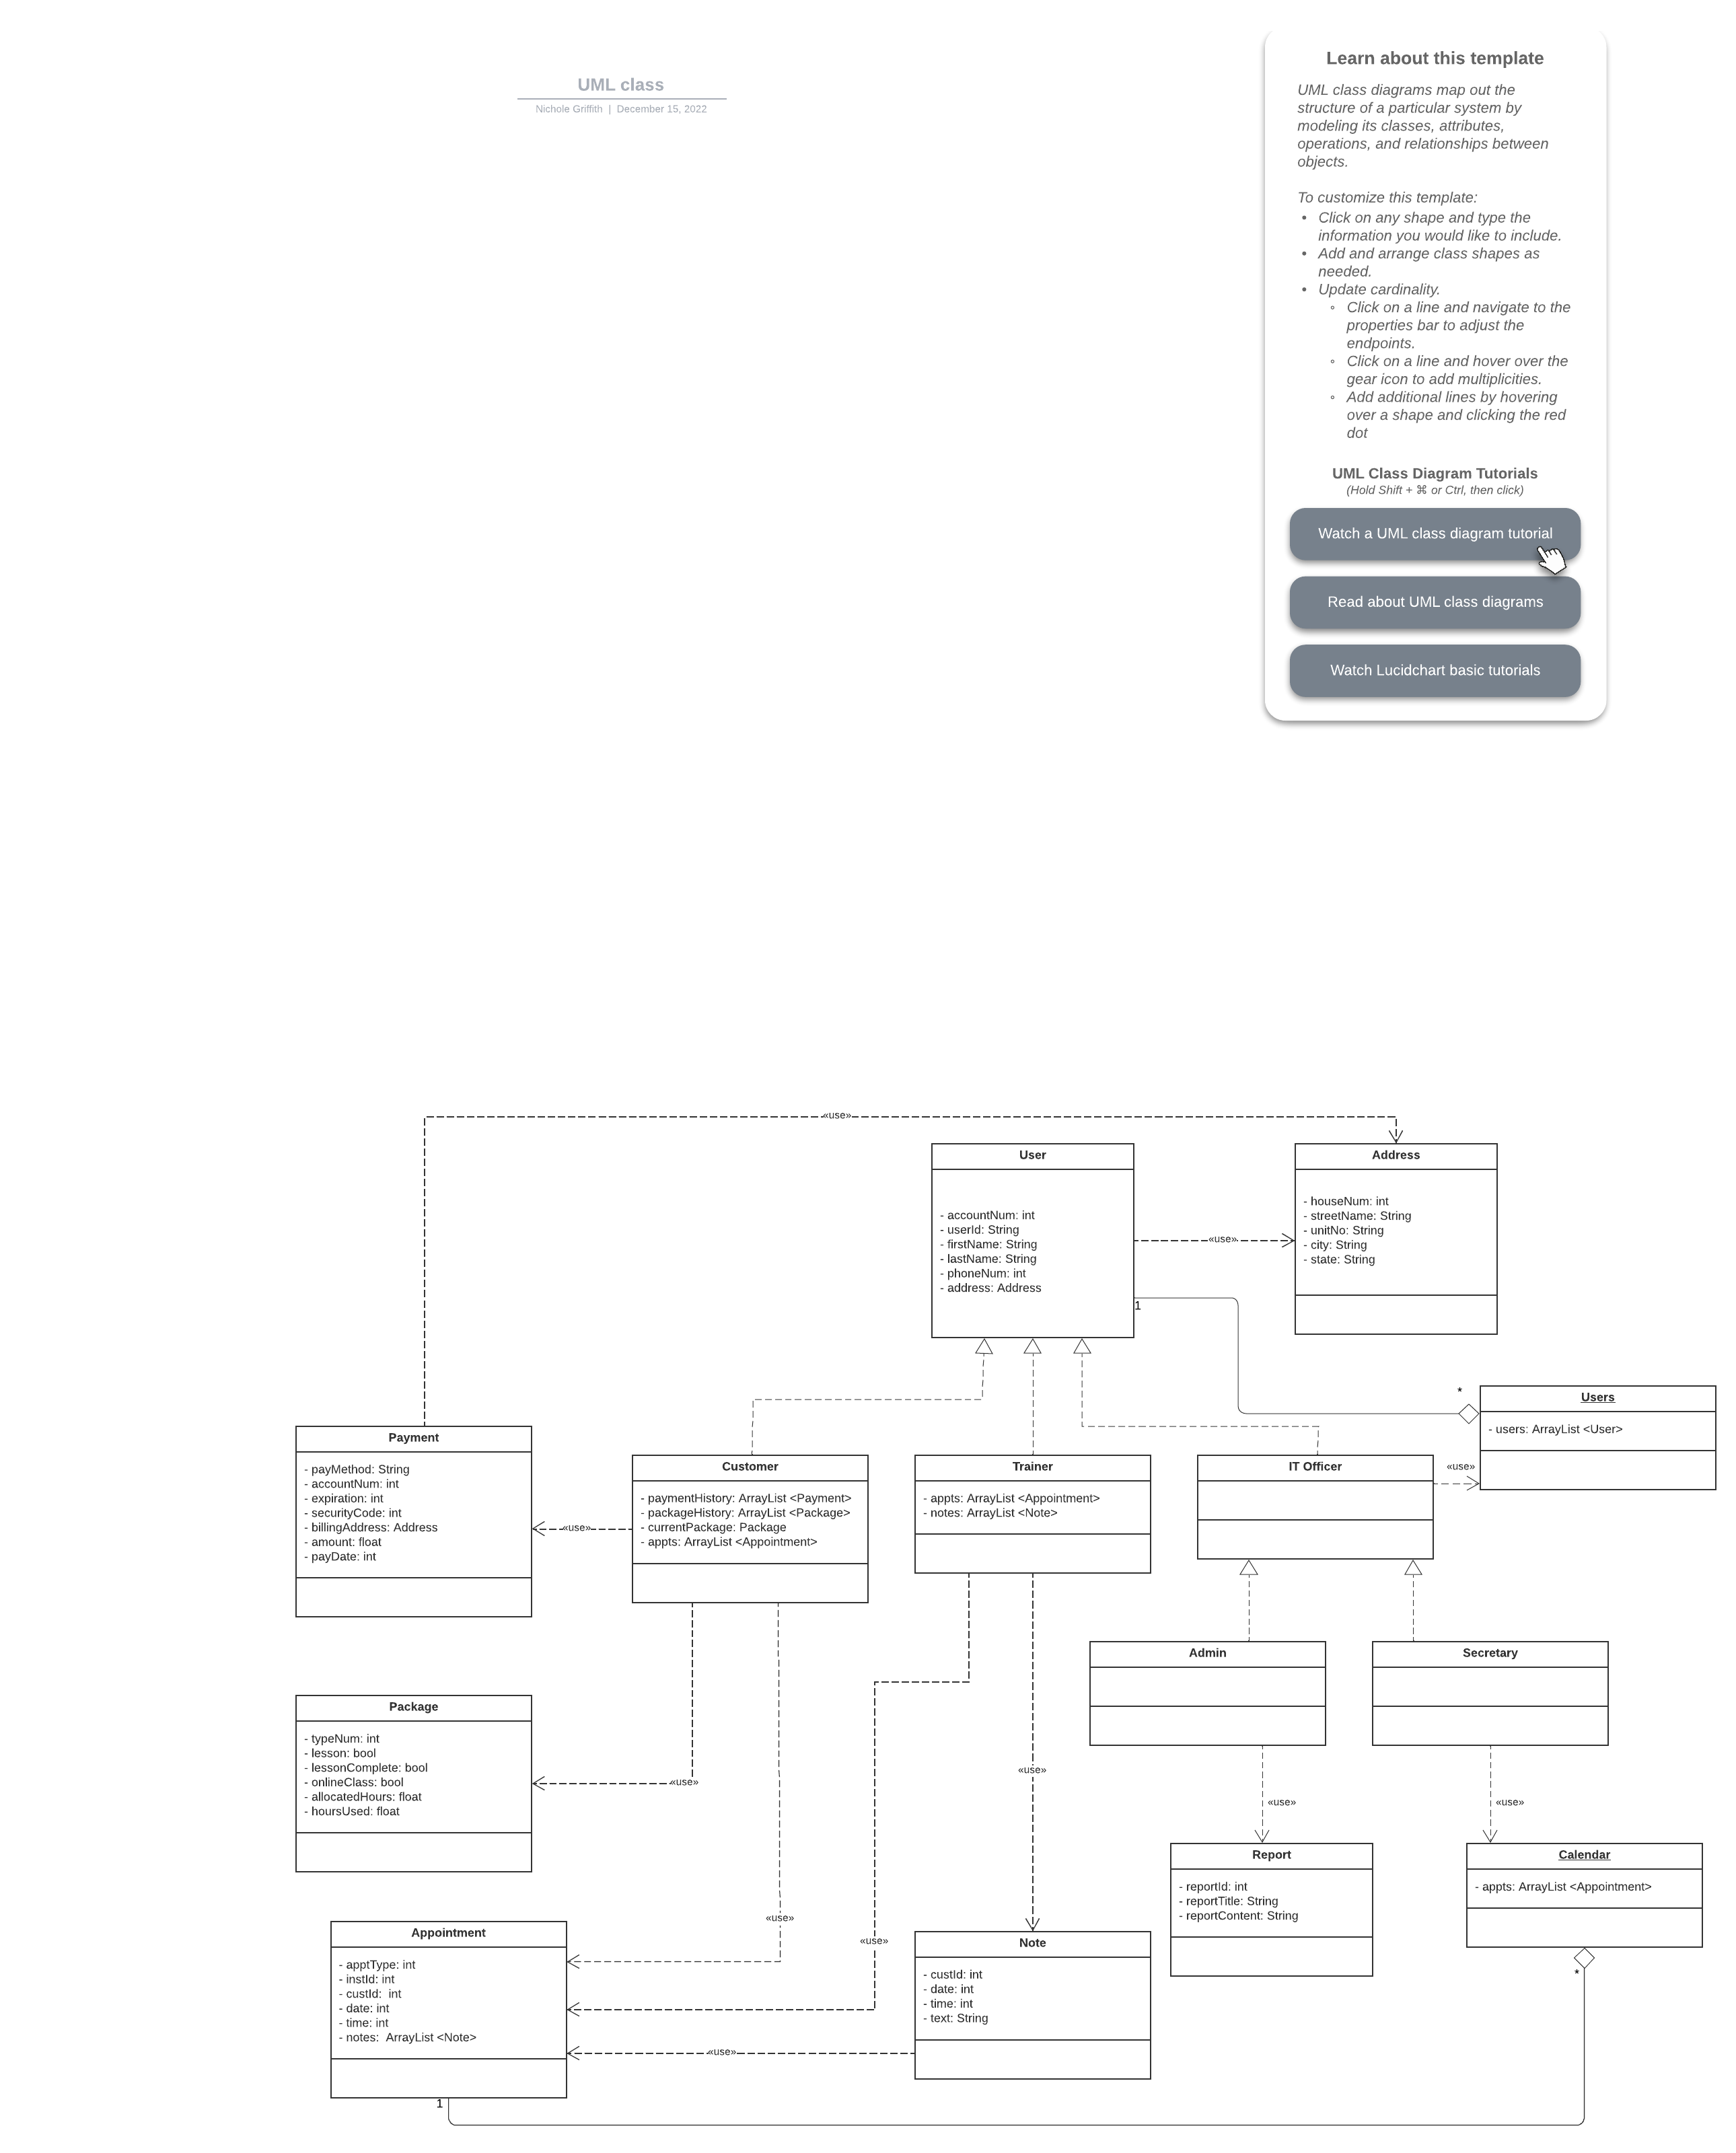 UML class
Nichole Griffith | December 15, 2022
Learn about this template
UML class diagrams map out the
structure of a particular system by
modeling its classes, attributes,
operations, and relationships between
objects.
To customize this template:
• Click on any shape and type the
information you would like to include.
• Add and arrange class shapes as
needed.
• Update cardinality.
◦ Click on a line and navigate to the
properties bar to adjust the
endpoints.
◦ Click on a line and hover over the
gear icon to add multiplicities.
◦ Add additional lines by hovering
over a shape and clicking the red
dot
UML Class Diagram Tutorials
(Hold Shift + ⌘ or Ctrl, then click)
Watch a UML class diagram tutorial
Read about UML class diagrams
Watch Lucidchart basic tutorials
«use»
User
- accountNum: int
- userId: String
- firstName: String
- lastName: String
- phoneNum: int
- address: Address
«use»
1
Address
- houseNum: int
- streetName: String
- unitNo: String
- city: String
- state: String
*
Users
- users: ArrayList <User>
«use»
Payment
- payMethod: String
- accountNum: int
- expiration: int
- securityCode: int
- billingAddress: Address
- amount: float
- payDate: int
«use»
Customer
- paymentHistory: ArrayList <Payment>
- packageHistory: ArrayList <Package>
- currentPackage: Package
- appts: ArrayList <Appointment>
Trainer
- appts: ArrayList <Appointment>
- notes: ArrayList <Note>
IT Officer
Admin
Secretary
Package
- typeNum: int
- lesson: bool
- lessonComplete: bool
- onlineClass: bool
- allocatedHours: float
- hoursUsed: float
«use»
«use»
«use»
«use»
Report
- reportId: int
- reportTitle: String
- reportContent: String
Calendar
- appts: ArrayList <Appointment>
*
«use»
«use»
Appointment
- apptType: int
- instId: int
- custId:  int
- date: int
- time: int
- notes:  ArrayList <Note>
Note
- custId: int
- date: int
- time: int
- text: String
«use»
1